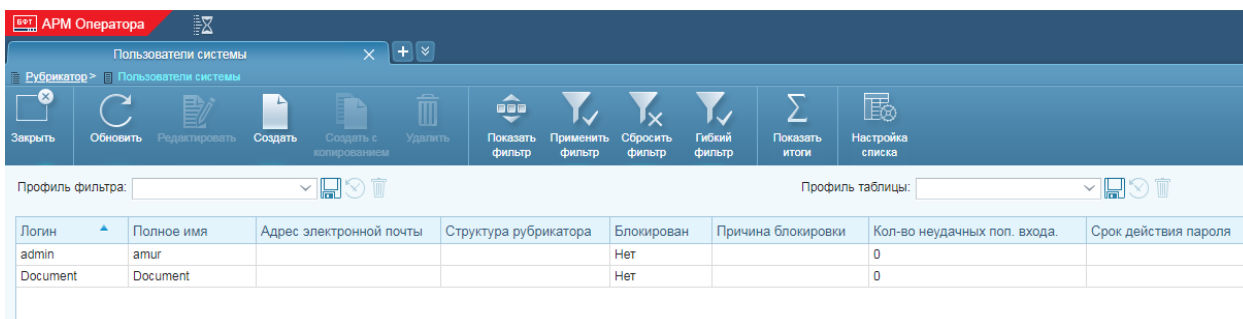 БФТ АРМ Оператора
Пользователи системы
Рубрикатор> Пользователи системы
Закрыть Обновить Редактировать Создать Создать с копированием Удалить Показать фильтр Применить фильтр Сбросить фильтр Гибкий фильтр Показать итоги Настройка списка
Профиль фильтра: Профиль таблицы:
Логин Полное имя Адрес электронной почты Структура рубрикатора Блокирован Причина блокировки Кол-во неудачных поп. входа. Срок действия пароля
admin amur Нет 0
Document Document Нет 0